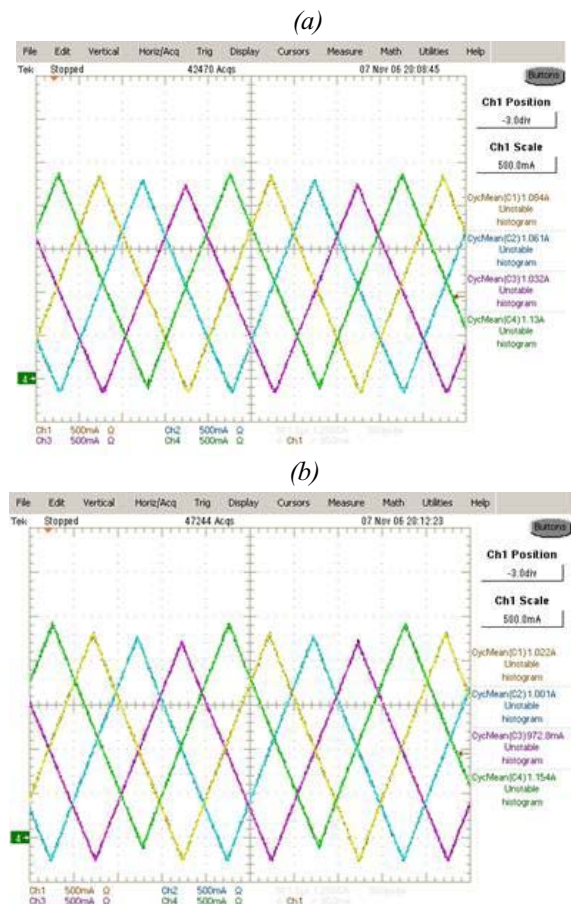 (a)
File Edit Vertical Horiz/Acq Trig Display Cursors Measure Math Utilities Help
Tek Stopped 42470 Acqs 07 Nov 06 20:08:45
Buttons
Ch1 Position
-3.0div
Ch1 Scale
500.0mA
CycMean(C1) 1.064A
Unstable
histogram
CycMean(C2) 1.061A
Unstable
histogram
CycMean(C3) 1.032A
Unstable
histogram
CycMean(C4) 1.13A
Unstable
histogram
4
Ch1 500mA Ω Ch2 500mA Ω
Ch3 500mA Ω Ch4 500mA Ω Ch1
(b)
File Edit Vertical Horiz/Acq Trig Display Cursors Measure Math Utilities Help
Tek Stopped 47244 Acqs 07 Nov 06 20:12:23
Buttons
Ch1 Position
-3.0div
Ch1 Scale
500.0mA
CycMean(C1) 1.022A
Unstable
histogram
CycMean(C2) 1.001A
Unstable
histogram
CycMean(C3) 972.8mA
Unstable
histogram
CycMean(C4) 1.154A
Unstable
histogram
4
Ch1 500mA Ω Ch2 500mA Ω
Ch3 500mA Ω Ch4 500mA Ω Ch1